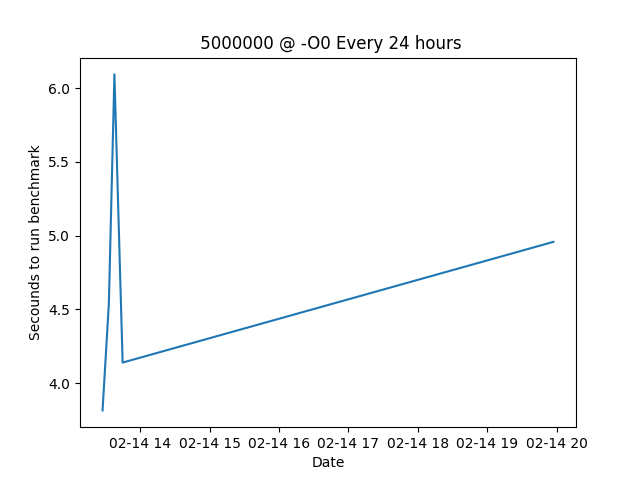 5000000 @ -O0 Every 24 hours
6.0
5.5
5.0
4.5
4.0
Secounds to run benchmark
02-14 14 02-14 15 02-14 16 02-14 17 02-14 18 02-14 19 02-14 20
Date